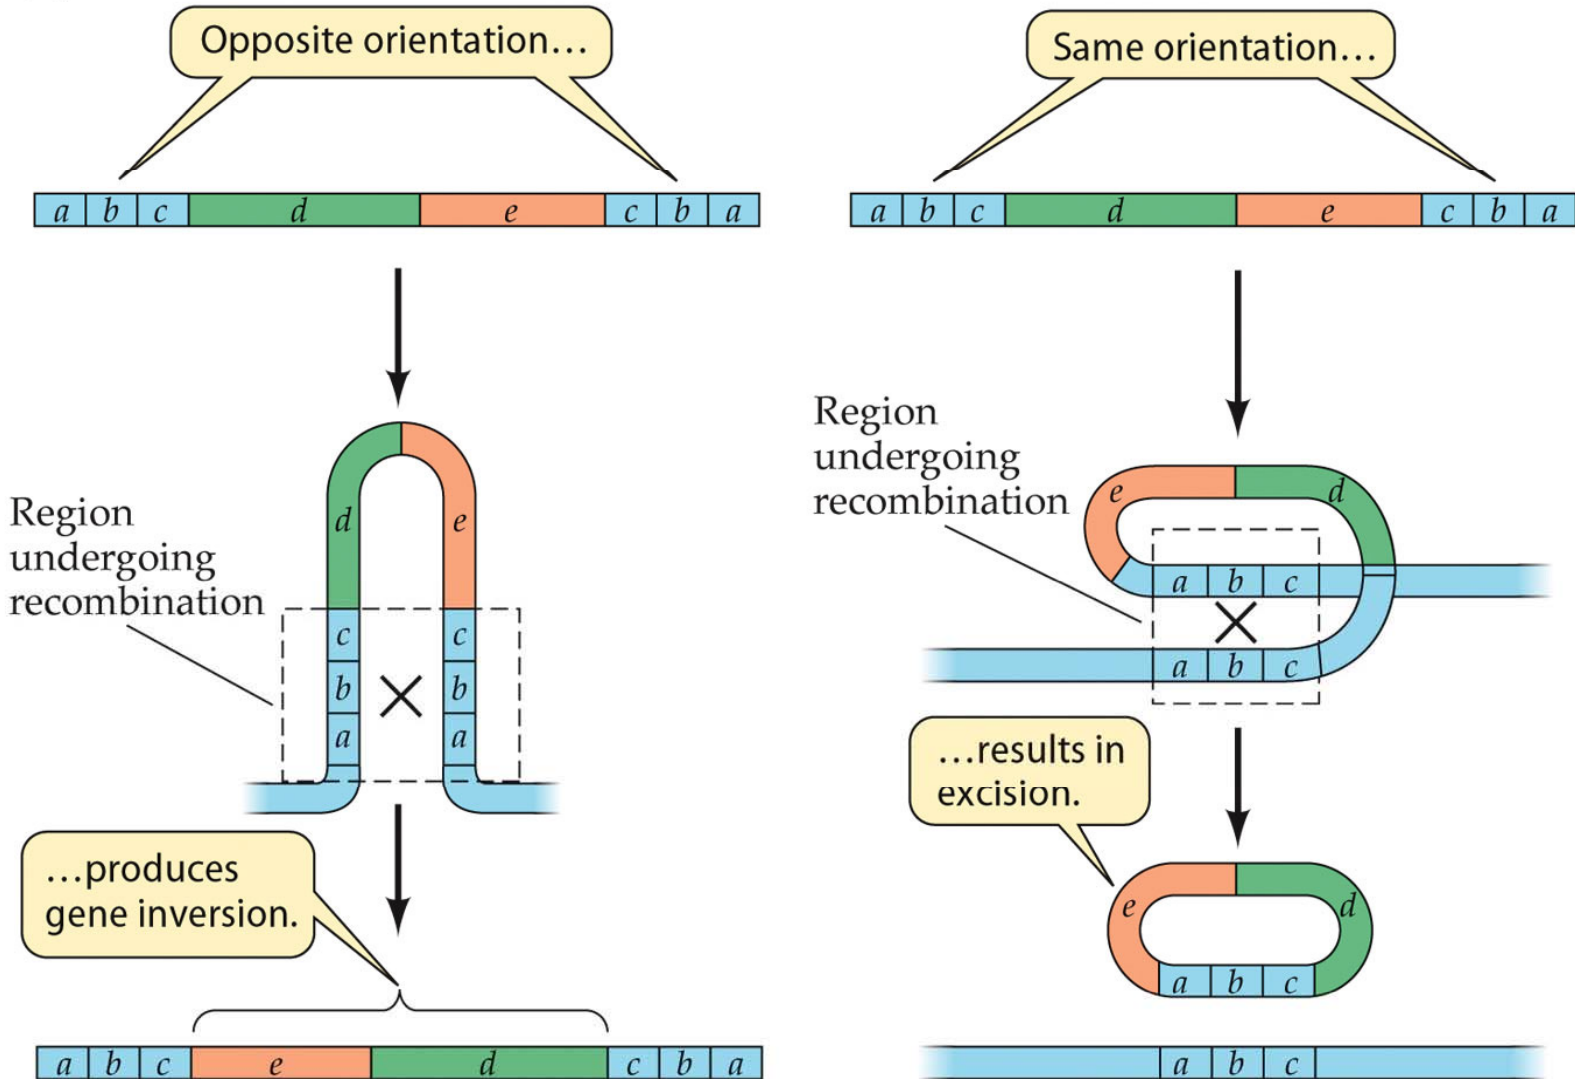 Opposite orientation…
a b c d e c b a
Region
undergoing
recombination
d e
c c
b b
a a
…produces
gene inversion.
a b c e d c b a
Same orientation…
a b c d e c b a
Region
undergoing
recombination
e d
a b c
a b c
…results in
excision.
e d
a b c
a b c